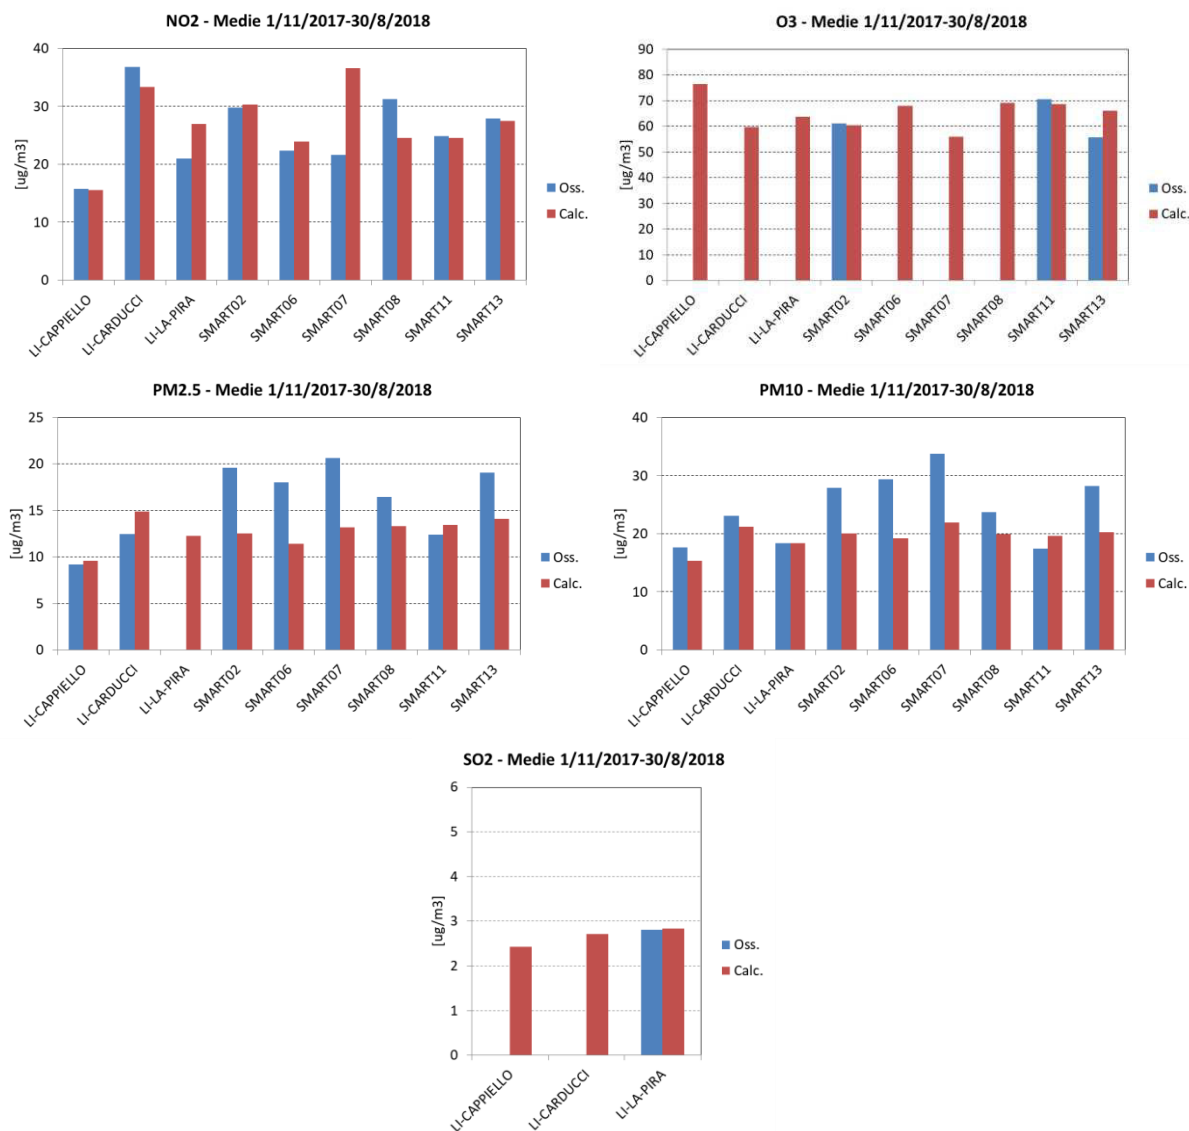 NO2 - Medie 1/11/2017-30/8/2018
40
30
20
10
0
[ug/m3]
LI-CAPPIELLO
LI-CARDUCCI
LI-LA-PIRA
SMART02
SMART06
SMART07
SMART08
SMART11
SMART13
Oss.
Calc.
O3 - Medie 1/11/2017-30/8/2018
90
80
70
60
50
40
30
20
10
0
[ug/m3]
LI-CAPPIELLO
LI-CARDUCCI
LI-LA-PIRA
SMART02
SMART06
SMART07
SMART08
SMART11
SMART13
Oss.
Calc.
PM2.5 - Medie 1/11/2017-30/8/2018
25
20
15
10
5
0
[ug/m3]
LI-CAPPIELLO
LI-CARDUCCI
LI-LA-PIRA
SMART02
SMART06
SMART07
SMART08
SMART11
SMART13
Oss.
Calc.
PM10 - Medie 1/11/2017-30/8/2018
40
30
20
10
0
[ug/m3]
LI-CAPPIELLO
LI-CARDUCCI
LI-LA-PIRA
SMART02
SMART06
SMART07
SMART08
SMART11
SMART13
Oss.
Calc.
SO2 - Medie 1/11/2017-30/8/2018
6
5
4
3
2
1
0
[ug/m3]
LI-CAPPIELLO
LI-CARDUCCI
LI-LA-PIRA
Oss.
Calc.